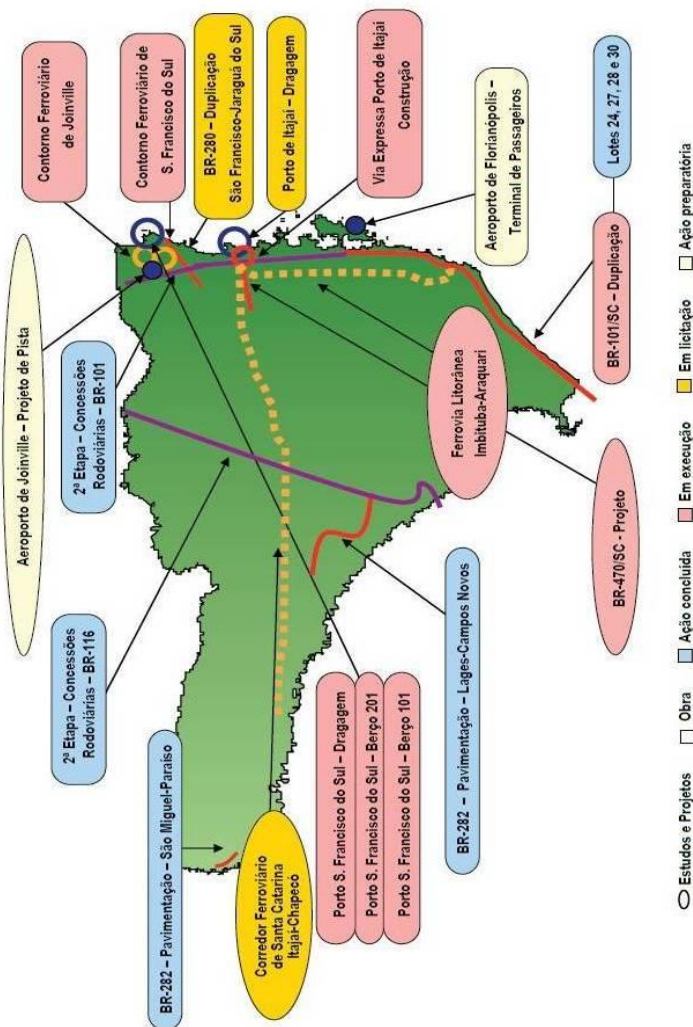 Aeroporto de Joinville – Projeto de Pista
Contorno Ferroviário
de Joinville
Contorno Ferroviário de
S. Francisco do Sul
BR-280 – Duplicação
São Francisco-Jaraguá do Sul
Porto de Itajaí – Dragagem
Via Expressa Porto de Itajaí
Construção
Aeroporto de Florianópolis –
Terminal de Passageiros
Lotes 24, 27, 28 e 30
BR-101/SC – Duplicação
2ª Etapa – Concessões
Rodoviárias – BR-101
2ª Etapa – Concessões
Rodoviárias – BR-116
Ferrovia Litorânea
Imbituba-Araquari
BR-470/SC - Projeto
BR-282 – Pavimentação – São Miguel-Paraíso
Corredor Ferroviário
de Santa Catarina
Itajaí-Chapecó
Porto S. Francisco do Sul – Dragagem
Porto S. Francisco do Sul – Berço 201
Porto S. Francisco do Sul – Berço 101
BR-282 – Pavimentação – Lages-Campos Novos
Estudos e Projetos
Obra
Ação concluída
Em execução
Em licitação
Ação preparatória